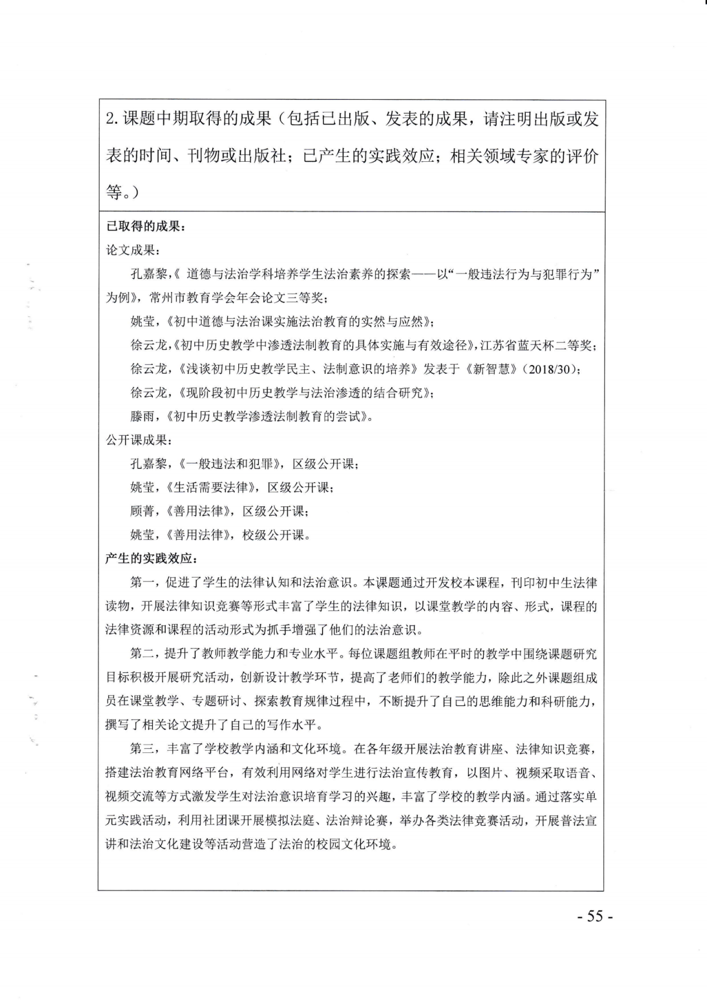 2. 课题中期取得的成果（包括已出版、发表的成果，请注明出版或发
表的时间、刊物或出版社；已产生的实践效应；相关领域专家的评价
等。）
已取得的成果：
论文成果：
孔嘉黎，《 道德与法治学科培养学生法治素养的探索——以“一般违法行为与犯罪行为”
为例》，常州市教育学会年会论文三等奖；
姚莹，《初中道德与法治课实施法治教育的实然与应然》；
徐云龙，《初中历史教学中渗透法制教育的具体实施与有效途径》，江苏省蓝天杯二等奖；
徐云龙，《浅谈初中历史教学民主、法制意识的培养》发表于《新智慧》（2018/30）；
徐云龙，《现阶段初中历史教学与法治渗透的结合研究》；
滕雨，《初中历史教学渗透法制教育的尝试》。
公开课成果：
孔嘉黎，《一般违法和犯罪》，区级公开课；
姚莹，《生活需要法律》，区级公开课；
顾菁，《善用法律》，区级公开课；
姚莹，《善用法律》，校级公开课。
产生的实践效应：
第一，促进了学生的法律认知和法治意识。本课题通过开发校本课程，刊印初中生法律
读物，开展法律知识竞赛等形式丰富了学生的法律知识，以课堂教学的内容、形式，课程的
法律资源和课程的活动形式为抓手增强了他们的法治意识。
第二，提升了教师教学能力和专业水平。每位课题组教师在平时的教学中围绕课题研究
目标积极开展研究活动，创新设计教学环节，提高了老师们的教学能力，除此之外课题组成
员在课堂教学、专题研讨、探索教育规律过程中，不断提升了自己的思维能力和科研能力，
撰写了相关论文提升了自己的写作水平。
第三，丰富了学校教学内涵和文化环境。在各年级开展法治教育讲座、法律知识竞赛，
搭建法治教育网络平台，有效利用网络对学生进行法治宣传教育，以图片、视频采取语音、
视频交流等方式激发学生对法治意识培育学习的兴趣，丰富了学校的教学内涵。通过落实单
元实践活动，利用社团课开展模拟法庭、法治辩论赛，举办各类法律竞赛活动，开展普法宣
讲和法治文化建设等活动营造了法治的校园文化环境。
- 55 -